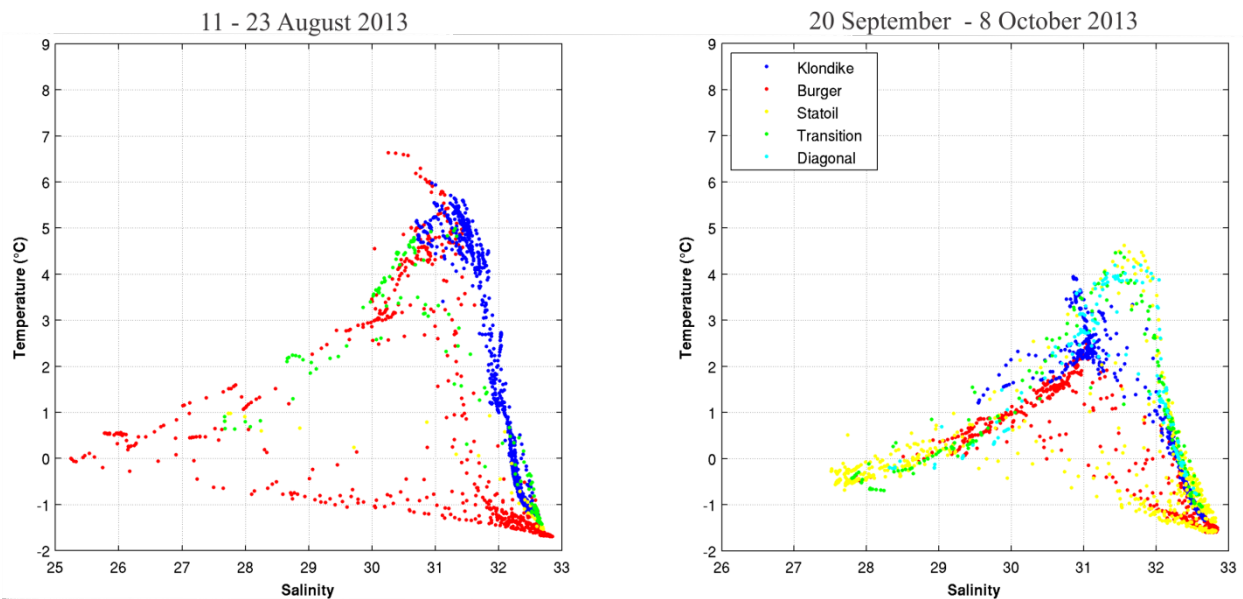 11 - 23 August 2013
20 September - 8 October 2013
9
8
7
6
5
4
3
2
1
0
-1
-2
Temperature (°C)
25 26 27 28 29 30 31 32 33
Salinity
9
8
7
6
5
4
3
2
1
0
-1
-2
Temperature (°C)
Klondike
Burger
Statoil
Transition
Diagonal
26 27 28 29 30 31 32 33
Salinity